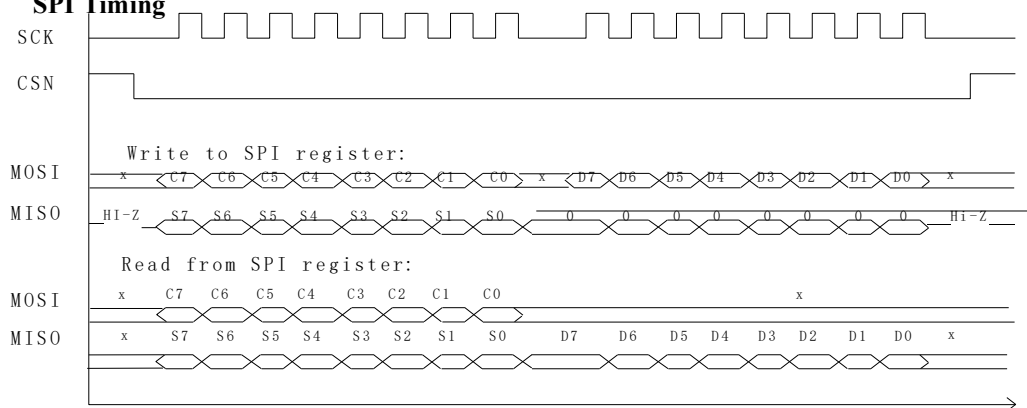 SPI Timing
SCK
CSN
Write to SPI register:
MOSI x C7 C6 C5 C4 C3 C2 C1 C0 x D7 D6 D5 D4 D3 D2 D1 D0 x
MISO HI-Z S7 S6 S5 S4 S3 S2 S1 S0 0 0 0 0 0 0 0 0 Hi-Z
Read from SPI register:
MOSI x C7 C6 C5 C4 C3 C2 C1 C0 x
MISO x S7 S6 S5 S4 S3 S2 S1 S0 D7 D6 D5 D4 D3 D2 D1 D0 x